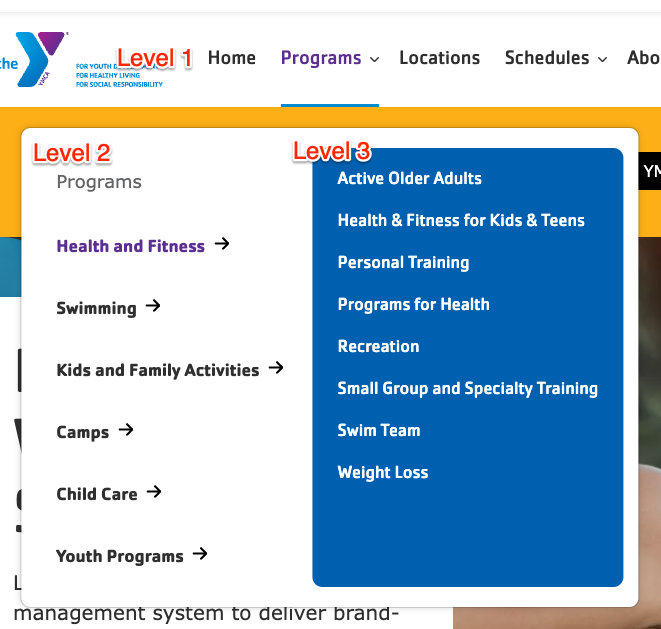 the
YMCA
FOR YOUTH D
FOR HEALTHY LIVING
FOR SOCIAL RESPONSIBILITY
Level 1
Home
Programs
Locations
Schedules
Abo
Level 2
Programs
Health and Fitness →
Swimming →
Kids and Family Activities →
Camps →
Child Care →
Youth Programs →
Level 3
Active Older Adults
Health & Fitness for Kids & Teens
Personal Training
Programs for Health
Recreation
Small Group and Specialty Training
Swim Team
Weight Loss
YM
L
management system to deliver brand-